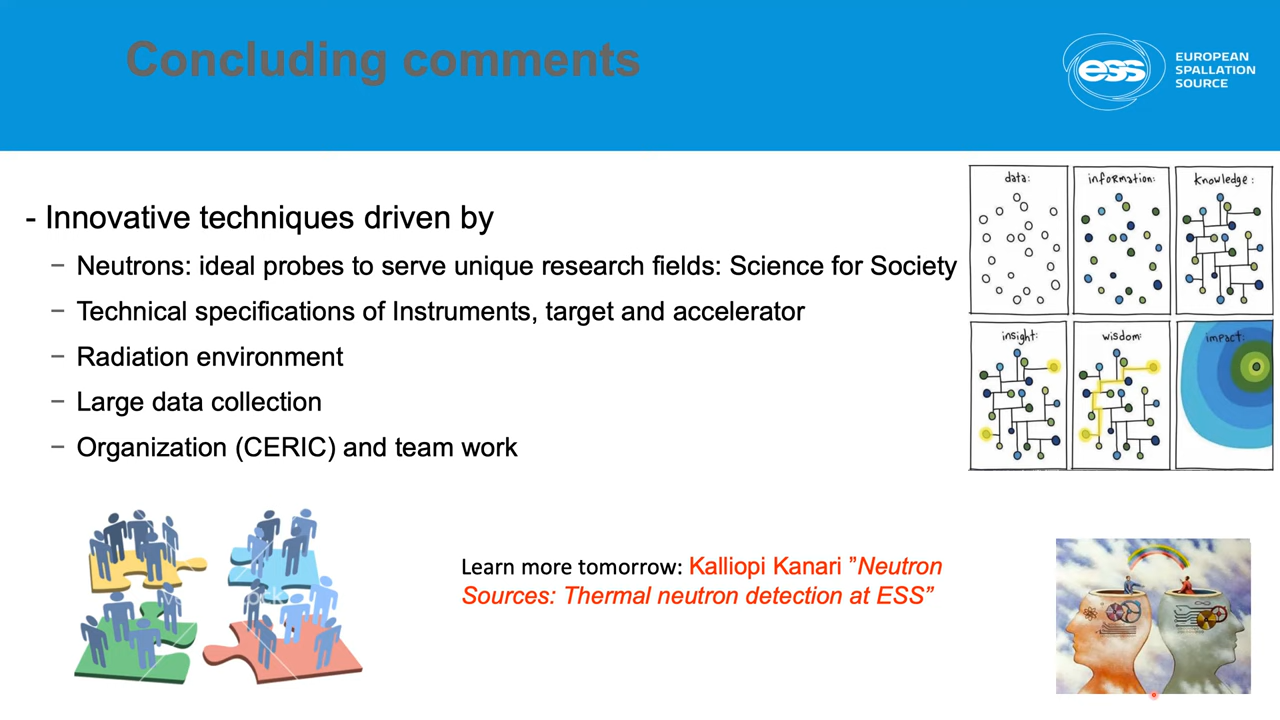 Concluding comments
ess
EUROPEAN
SPALLATION
SOURCE
- Innovative techniques driven by
− Neutrons: ideal probes to serve unique research fields: Science for Society
− Technical specifications of Instruments, target and accelerator
− Radiation environment
− Large data collection
− Organization (CERIC) and team work
data:
information:
knowledge:
insight:
wisdom:
impact:
Learn more tomorrow: Kalliopi Kanari ”Neutron
Sources: Thermal neutron detection at ESS”